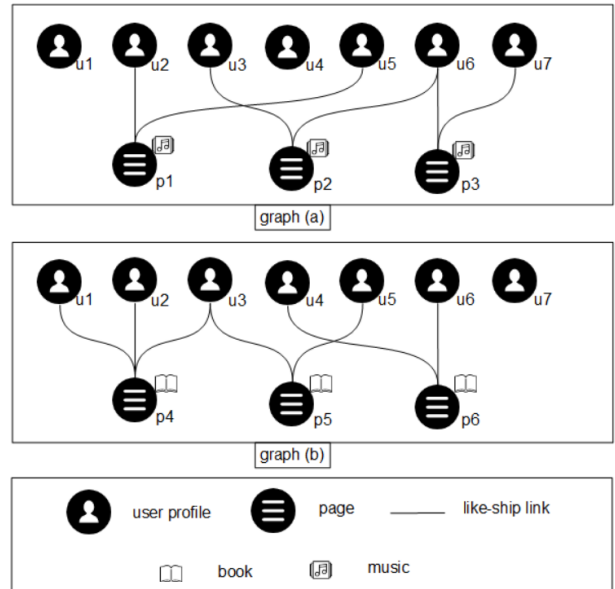 u1 u2 u3 u4 u5 u6 u7
p1 p2 p3
graph (a)
u1 u2 u3 u4 u5 u6 u7
p4 p5 p6
graph (b)
user profile page like-ship link
book music